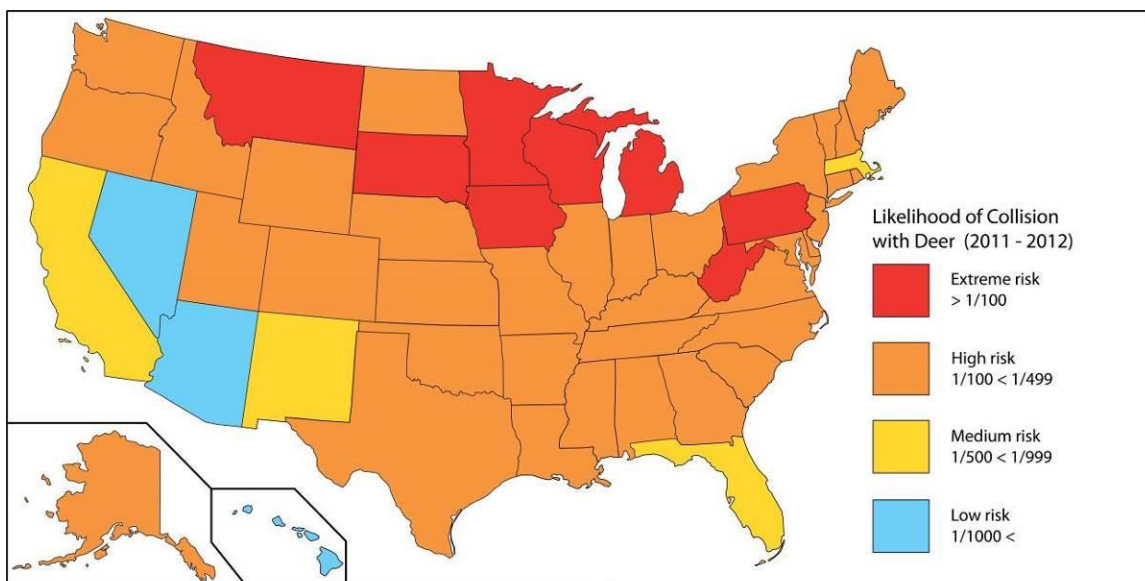 Likelihood of Collision
with Deer (2011 - 2012)
Extreme risk
> 1/100
High risk
1/100 < 1/499
Medium risk
1/500 < 1/999
Low risk
1/1000 <